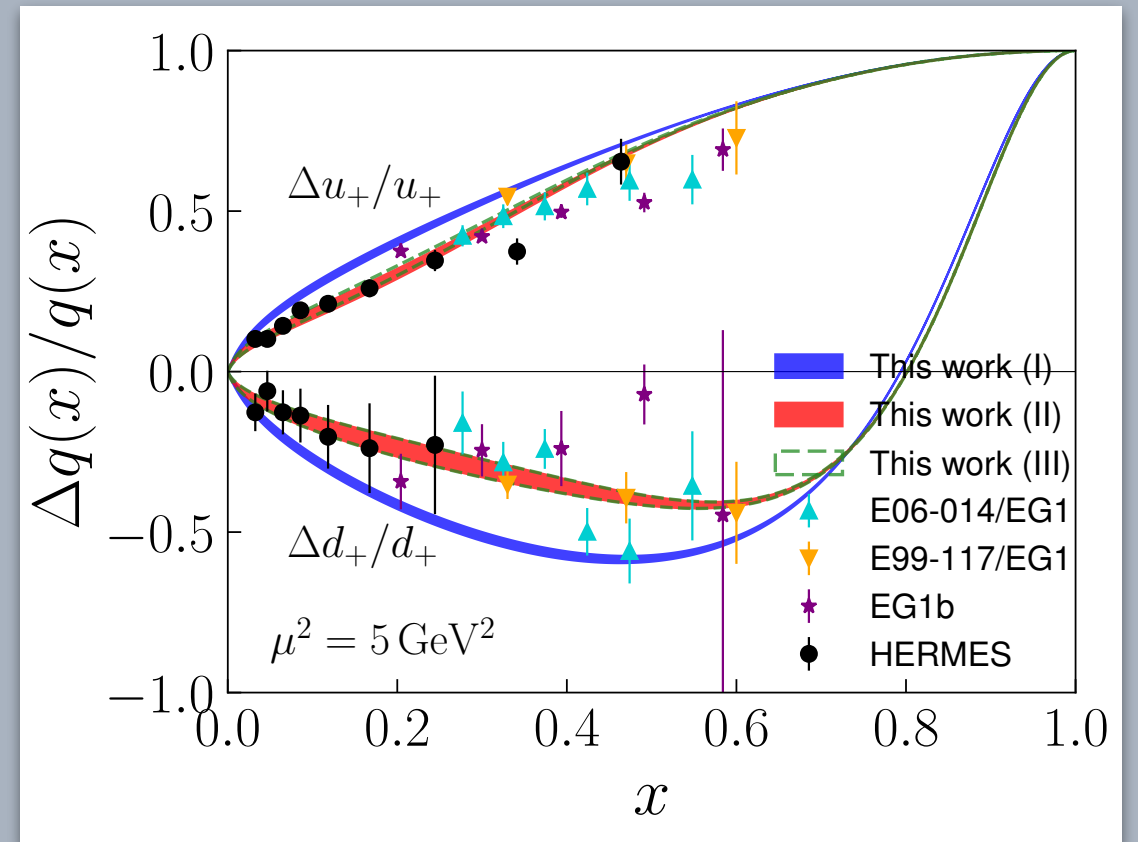 1.0
0.5
0.0
−0.5
−1.0
Δq(x)/q(x)
Δu₊/u₊
Δd₊/d₊
μ² = 5 GeV²
This work (I)
This work (II)
This work (III)
E06-014/EG1
E99-117/EG1
EG1b
HERMES
0.0 0.2 0.4 0.6 0.8 1.0
x